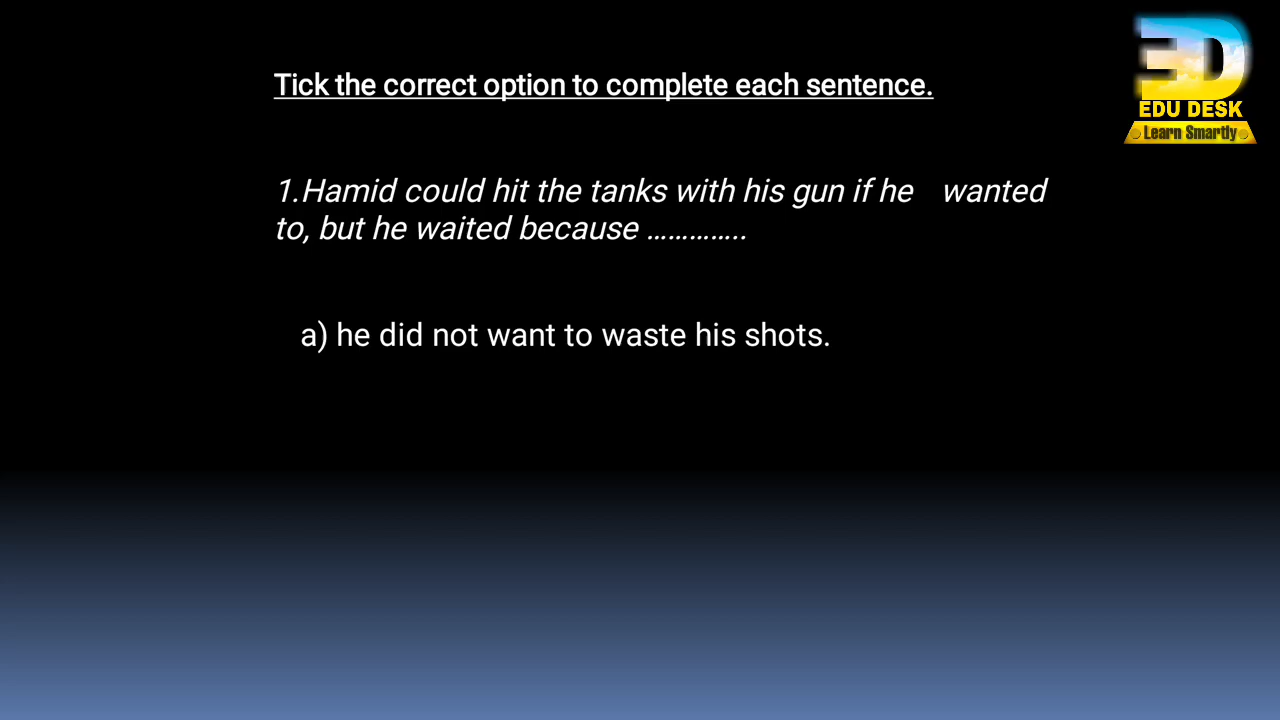 ED
EDU DESK
Learn Smartly
Tick the correct option to complete each sentence.
1.Hamid could hit the tanks with his gun if he wanted
to, but he waited because …………..
a) he did not want to waste his shots.